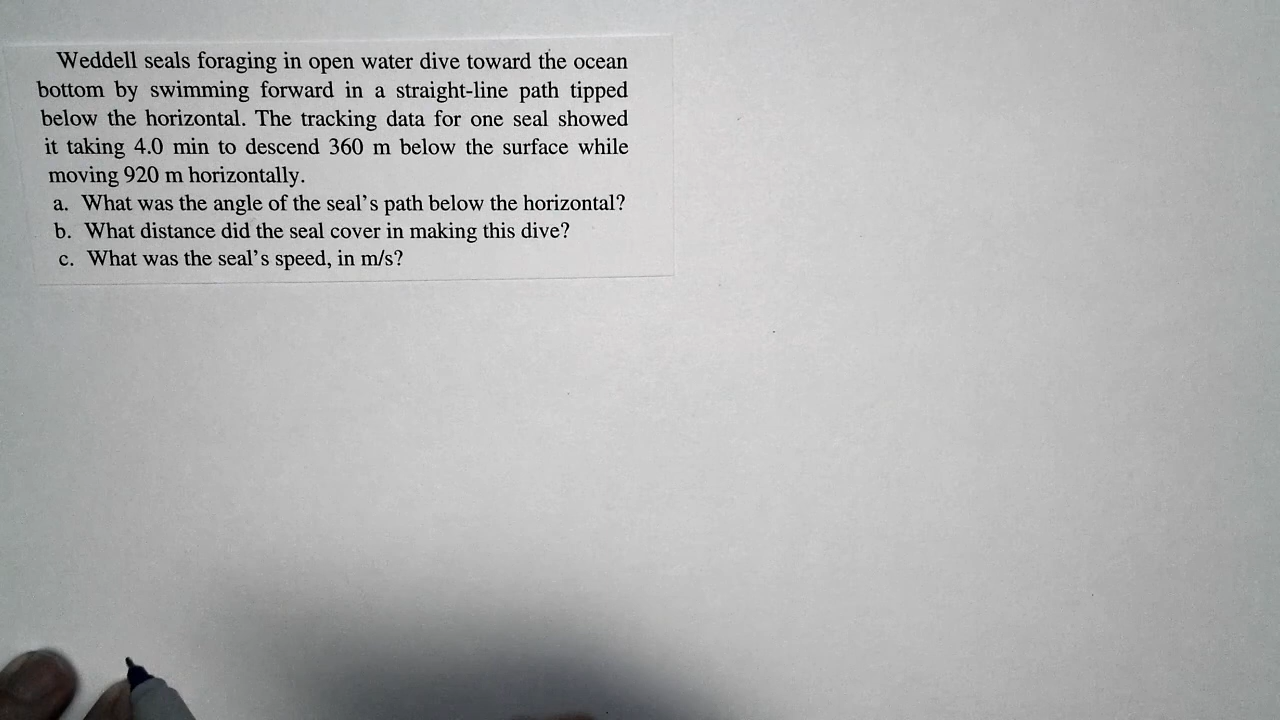 Weddell seals foraging in open water dive toward the ocean
bottom by swimming forward in a straight-line path tipped
below the horizontal. The tracking data for one seal showed
it taking 4.0 min to descend 360 m below the surface while
moving 920 m horizontally.
a. What was the angle of the seal's path below the horizontal?
b. What distance did the seal cover in making this dive?
c. What was the seal's speed, in m/s?